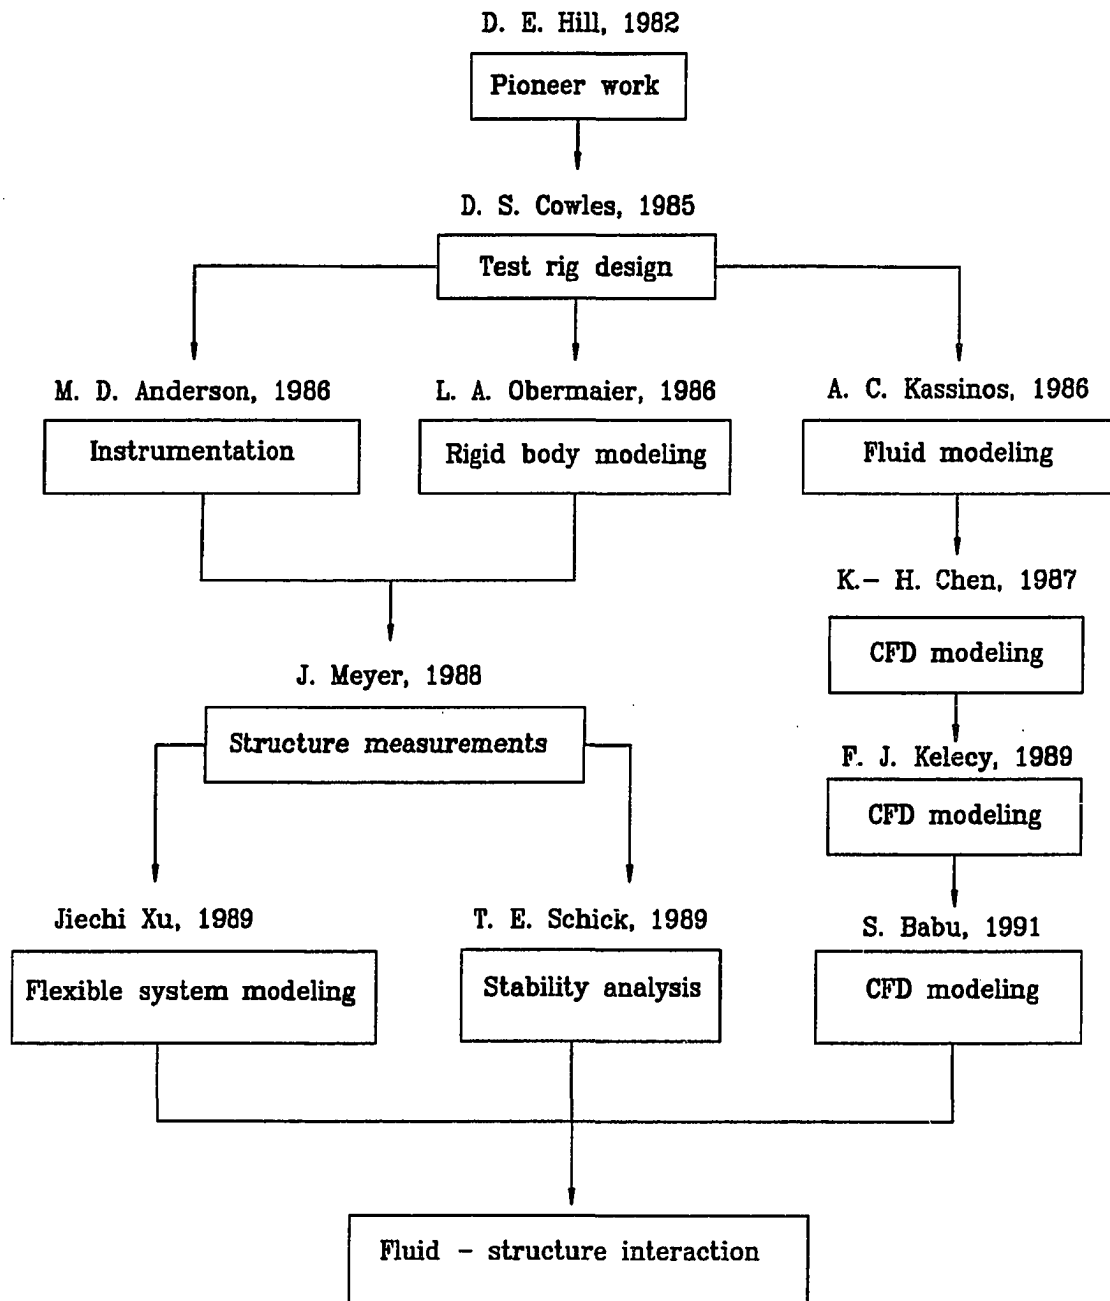 D. E. Hill, 1982
Pioneer work
D. S. Cowles, 1985
Test rig design
M. D. Anderson, 1986
L. A. Obermaier, 1986
A. C. Kassinos, 1986
Instrumentation
Rigid body modeling
Fluid modeling
K.– H. Chen, 1987
CFD modeling
J. Meyer, 1988
Structure measurements
F. J. Kelecy, 1989
CFD modeling
Jiechi Xu, 1989
T. E. Schick, 1989
S. Babu, 1991
Flexible system modeling
Stability analysis
CFD modeling
Fluid – structure interaction